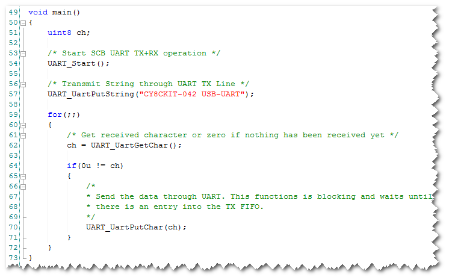 49 void main()
50 {
51 uint8 ch;
52
53 /* Start SCB UART TX+RX operation */
54 UART_Start();
55
56 /* Transmit String through UART TX Line */
57 UART_UartPutString("CY8CKIT-042 USB-UART");
58
59 for(;;)
60 {
61 /* Get received character or zero if nothing has been received yet */
62 ch = UART_UartGetChar();
63
64 if(0u != ch)
65 {
66 /*
67 * Send the data through UART. This functions is blocking and waits until
68 * there is an entry into the TX FIFO.
69 */
70 UART_UartPutChar(ch);
71 }
72 }
73 }